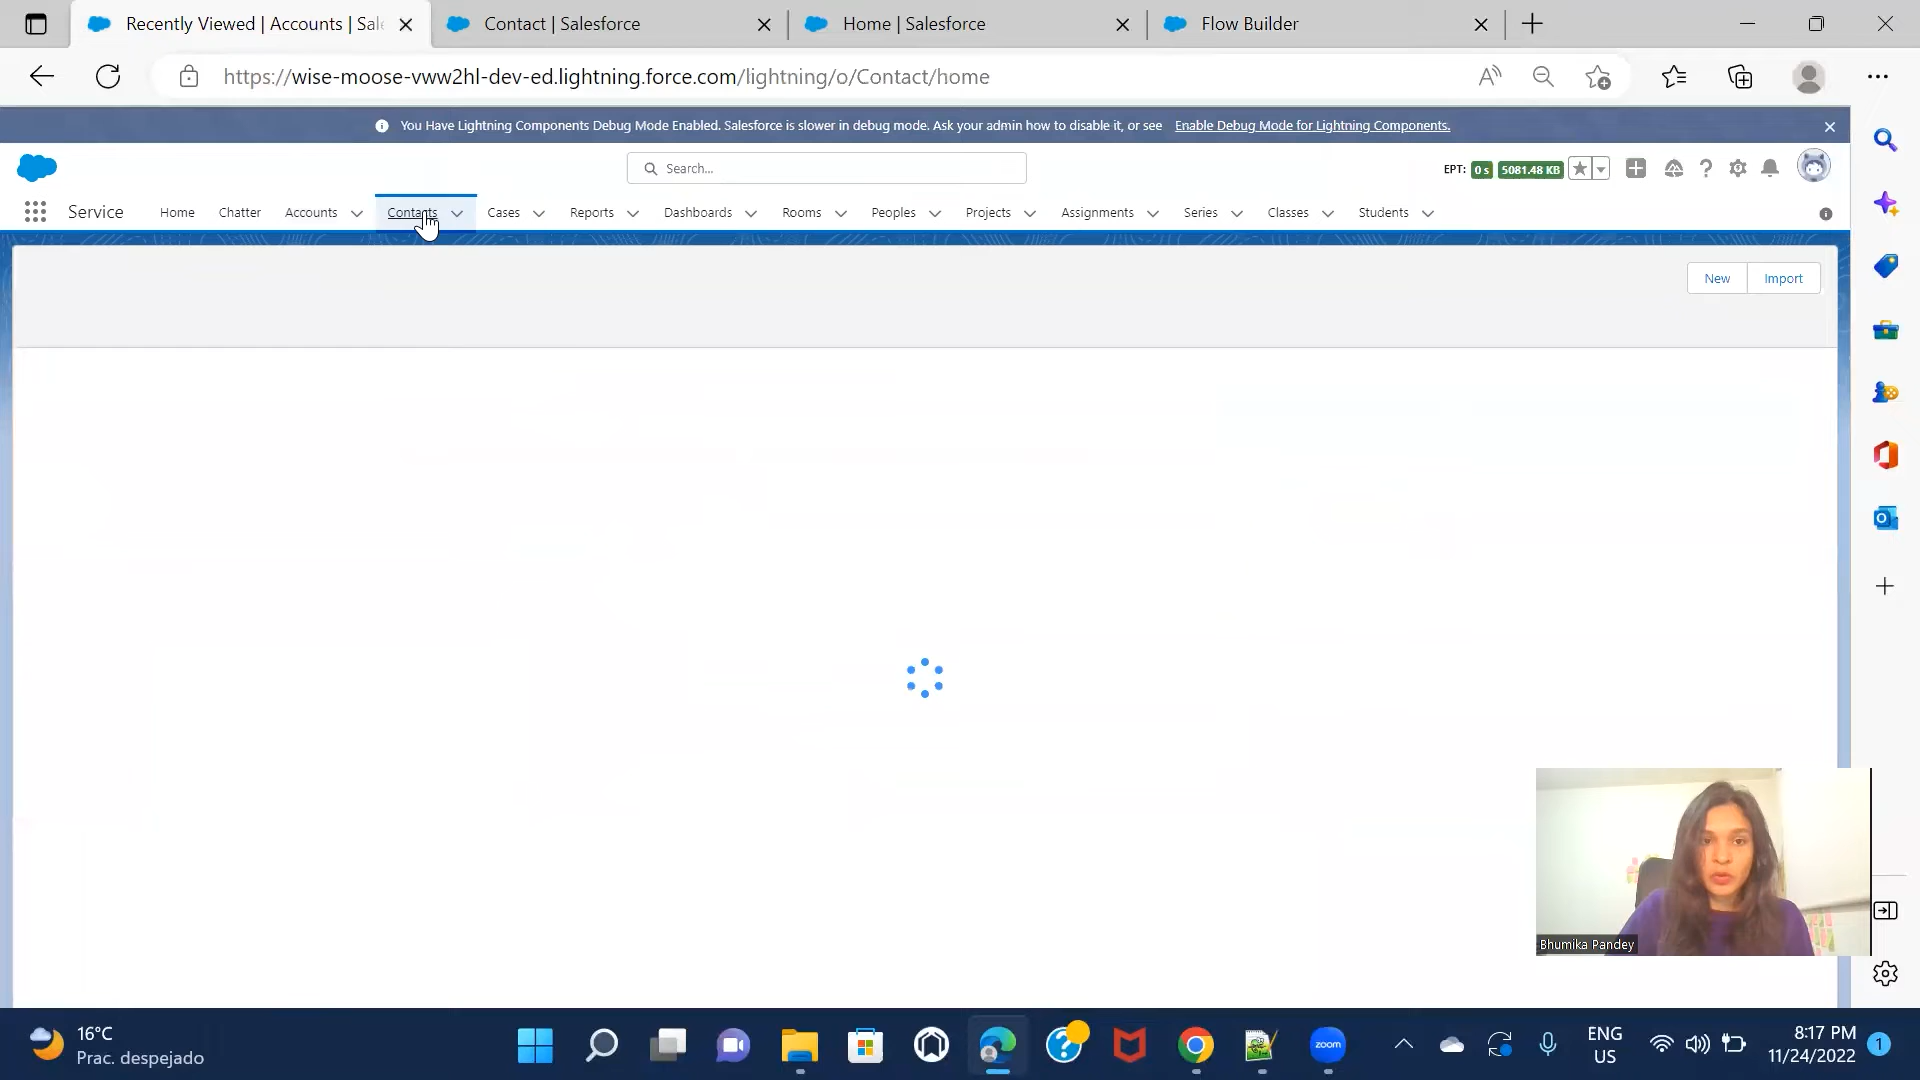 Recently Viewed | Accounts | Sale
Contact | Salesforce
Home | Salesforce
Flow Builder
https://wise-moose-vww2hl-dev-ed.lightning.force.com/lightning/o/Contact/home
You Have Lightning Components Debug Mode Enabled. Salesforce is slower in debug mode. Ask your admin how to disable it, or see Enable Debug Mode for Lightning Components.
Search...
EPT: 0 s 5081.48 KB
Service
Home
Chatter
Accounts
Contacts
Cases
Reports
Dashboards
Rooms
Peoples
Projects
Assignments
Series
Classes
Students
New
Import
Bhumika Pandey
16°C
Prac. despejado
zoom
ENG
US
8:17 PM
11/24/2022
1